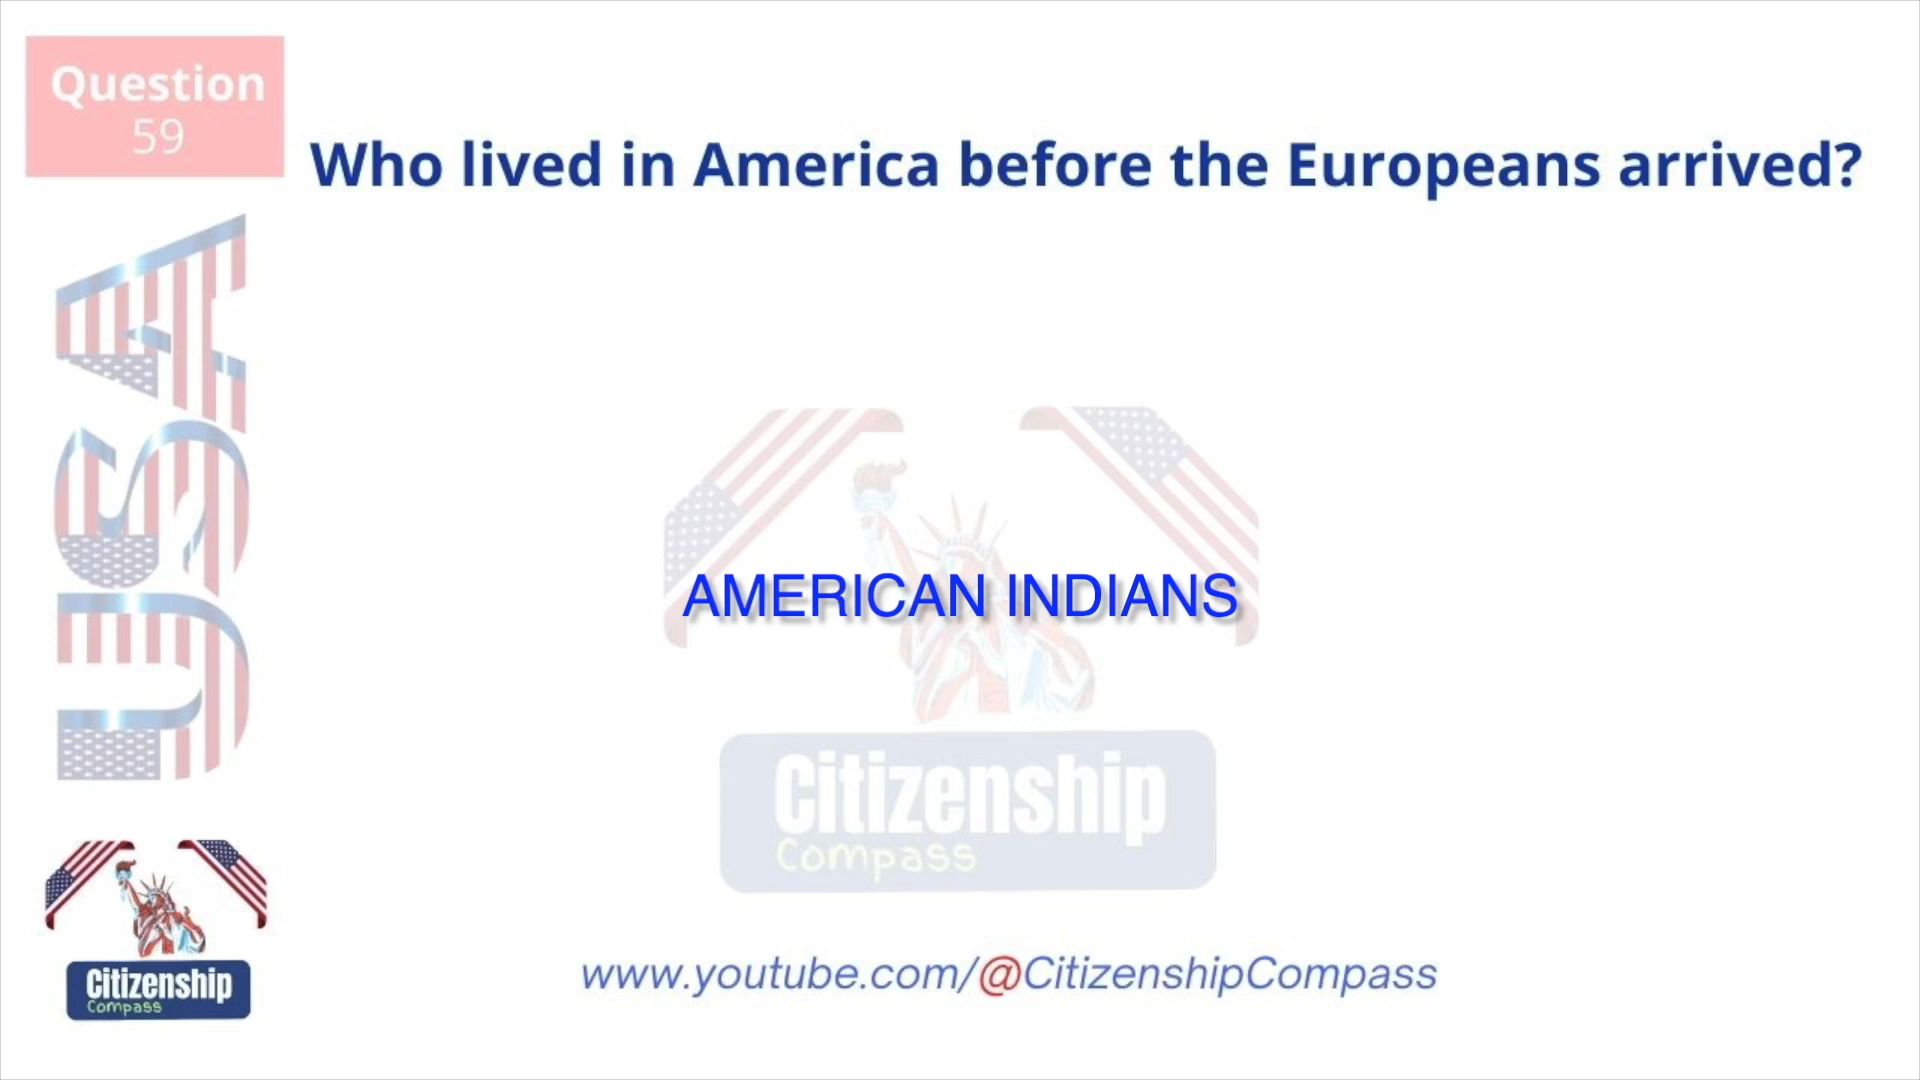 Question
59
Who lived in America before the Europeans arrived?
USA
AMERICAN INDIANS
Citizenship
Compass
Citizenship
Compass
www.youtube.com/@CitizenshipCompass